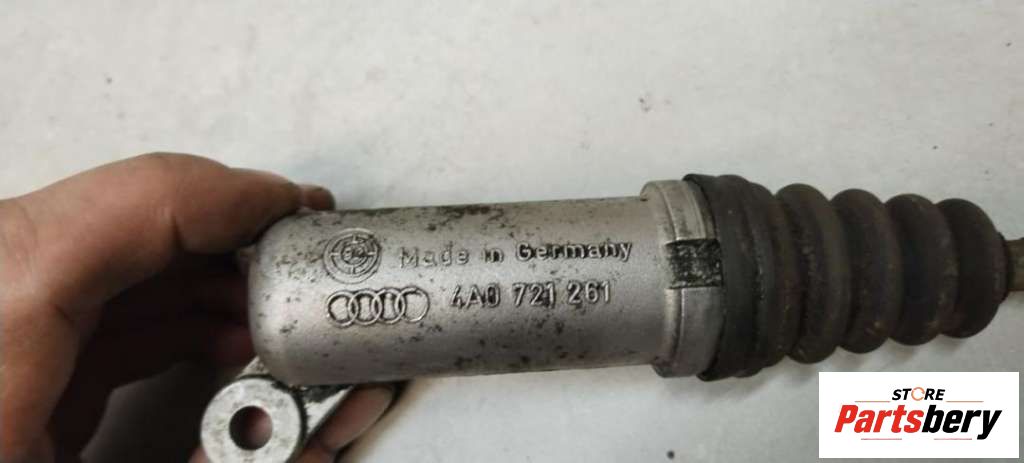 Made in Germany
4A0 721 261
STORE
Partsbery